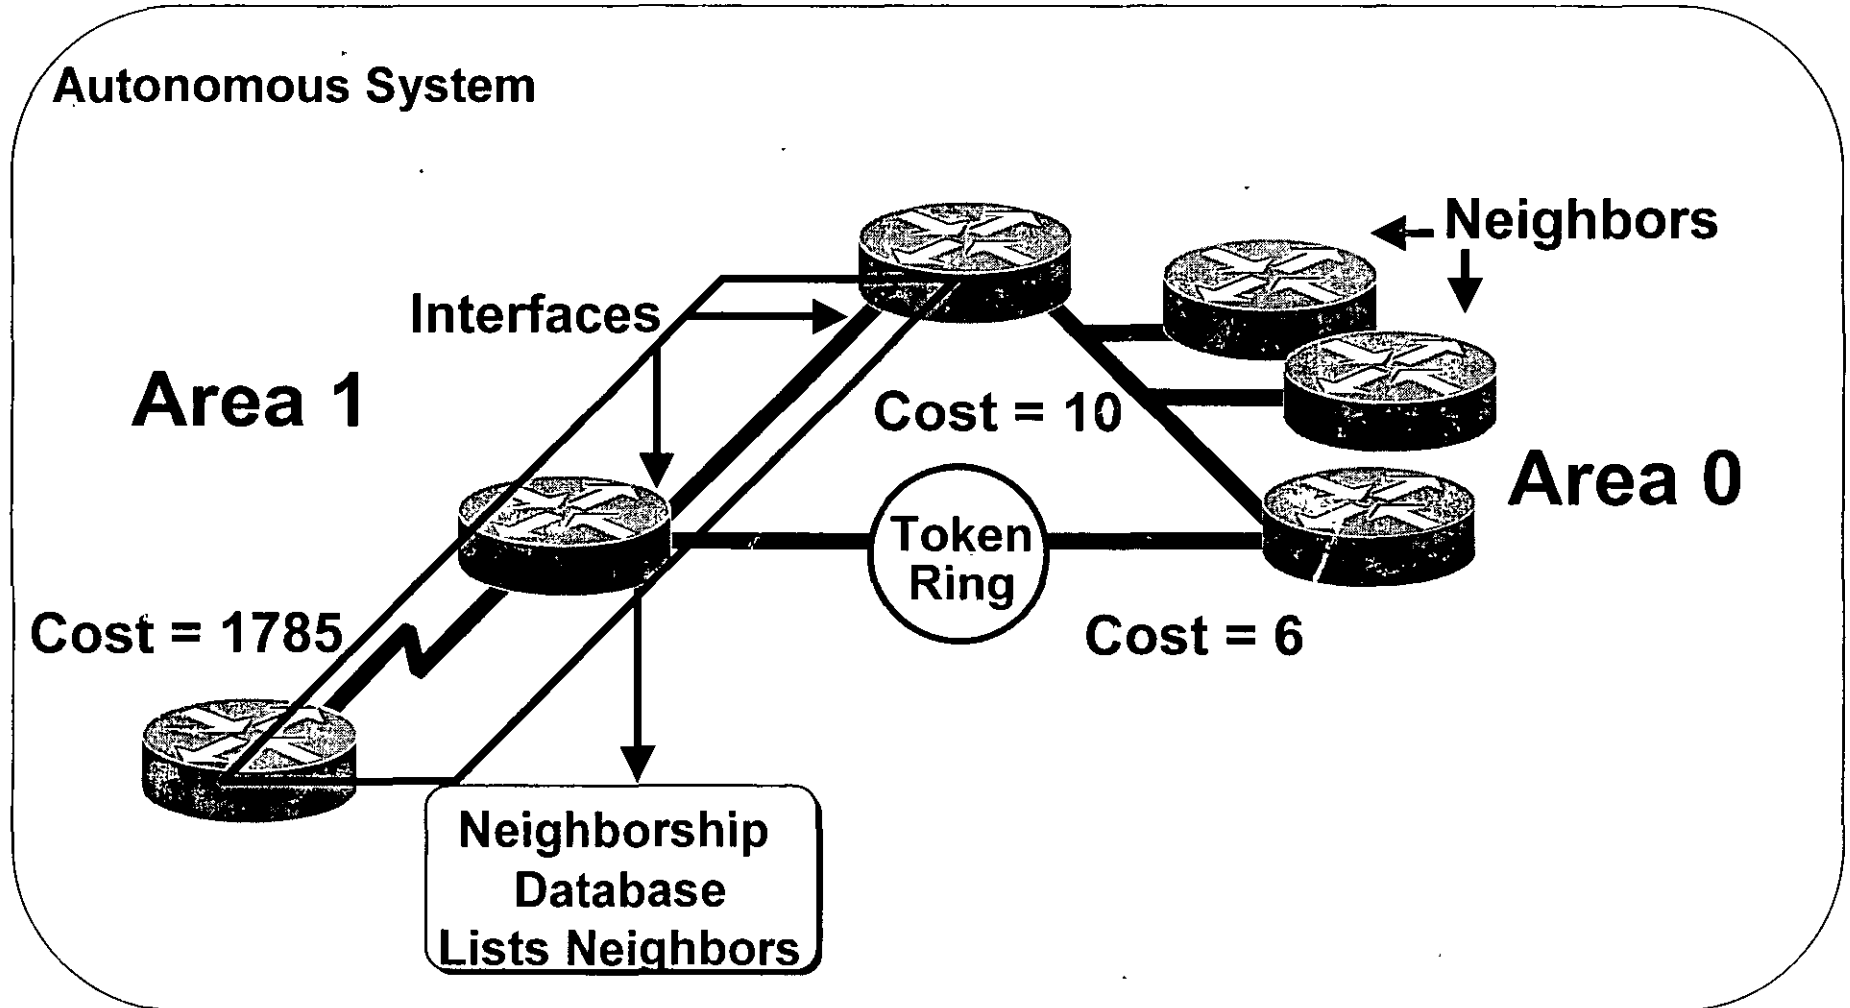 Autonomous System
Neighbors
Interfaces
Area 1
Cost = 10
Area 0
Token
Ring
Cost = 1785
Cost = 6
Neighborship
Database
Lists Neighbors